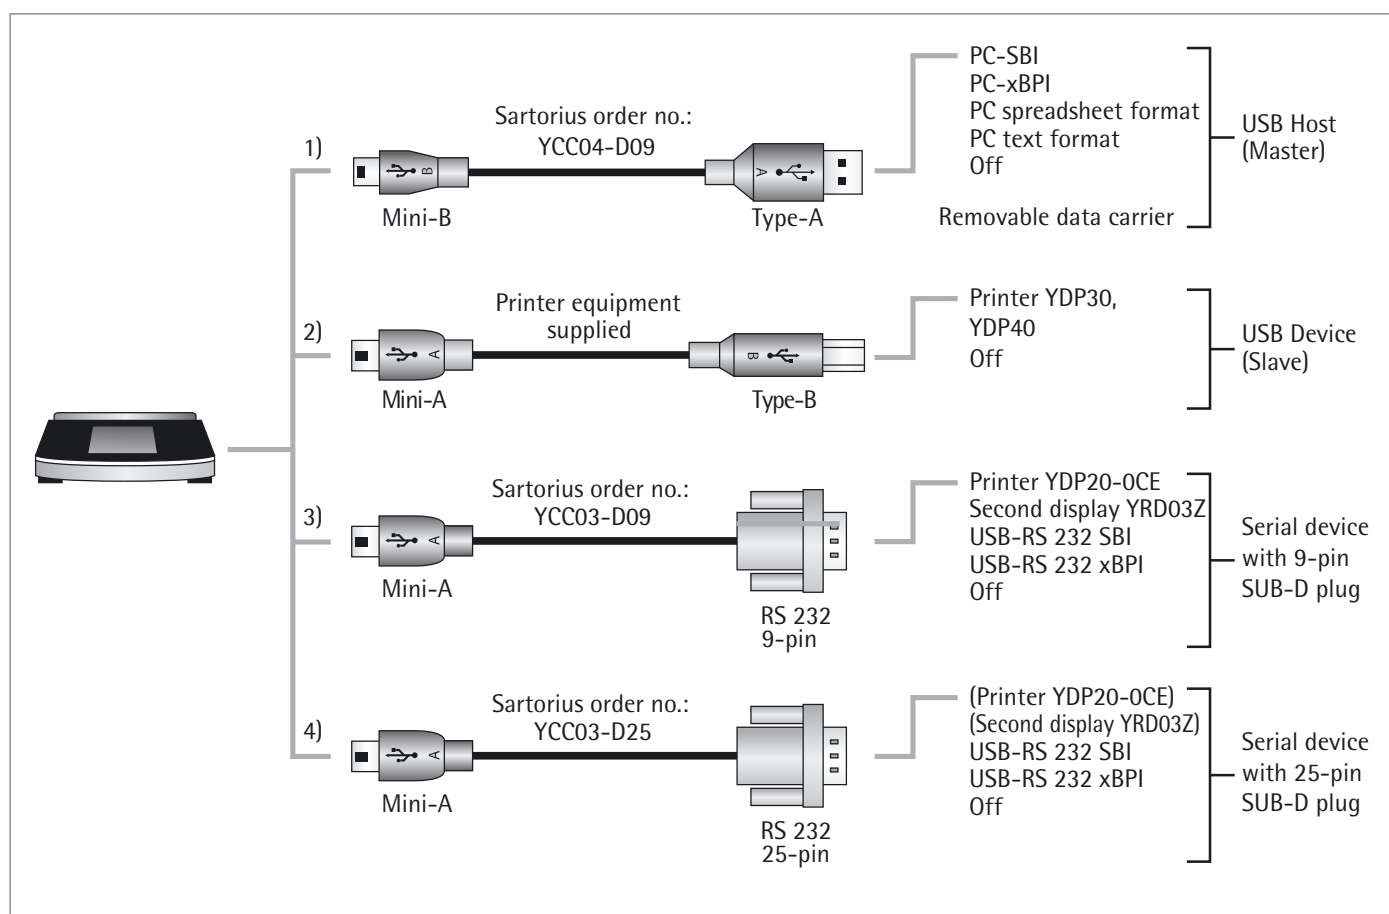 1)
Sartorius order no.:
YCC04-D09
B
A
Mini-B
Type-A
PC-SBI
PC-xBPI
PC spreadsheet format
PC text format
Off
Removable data carrier
USB Host
(Master)
2)
Printer equipment
supplied
A
B
Mini-A
Type-B
Printer YDP30,
YDP40
Off
USB Device
(Slave)
3)
Sartorius order no.:
YCC03-D09
A
Mini-A
RS 232
9-pin
Printer YDP20-0CE
Second display YRD03Z
USB-RS 232 SBI
USB-RS 232 xBPI
Off
Serial device
with 9-pin
SUB-D plug
4)
Sartorius order no.:
YCC03-D25
A
Mini-A
RS 232
25-pin
(Printer YDP20-0CE)
(Second display YRD03Z)
USB-RS 232 SBI
USB-RS 232 xBPI
Off
Serial device
with 25-pin
SUB-D plug